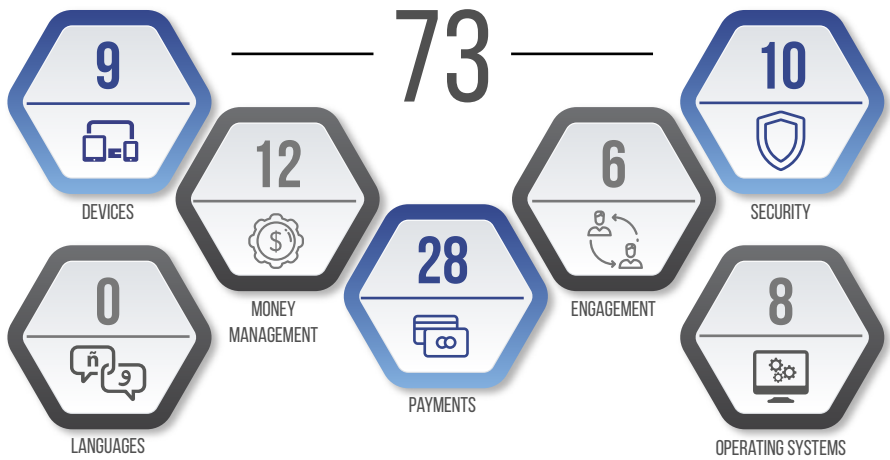 73
9
DEVICES
10
SECURITY
12
MONEY
MANAGEMENT
6
ENGAGEMENT
28
PAYMENTS
0
ñ
و
LANGUAGES
$
8
OPERATING SYSTEMS